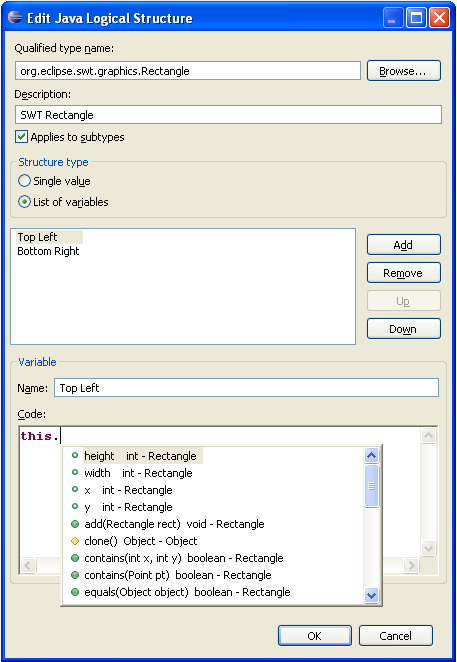 Edit Java Logical Structure
Qualified type name:
org.eclipse.swt.graphics.Rectangle
Browse...
Description:
SWT Rectangle
Applies to subtypes
Structure type
Single value
List of variables
Top Left
Bottom Right
Add
Remove
Up
Down
Variable
Name: Top Left
Code:
this.
height int - Rectangle
width int - Rectangle
x int - Rectangle
y int - Rectangle
add(Rectangle rect) void - Rectangle
clone() Object - Object
contains(int x, int y) boolean - Rectangle
contains(Point pt) boolean - Rectangle
equals(Object object) boolean - Rectangle
OK Cancel